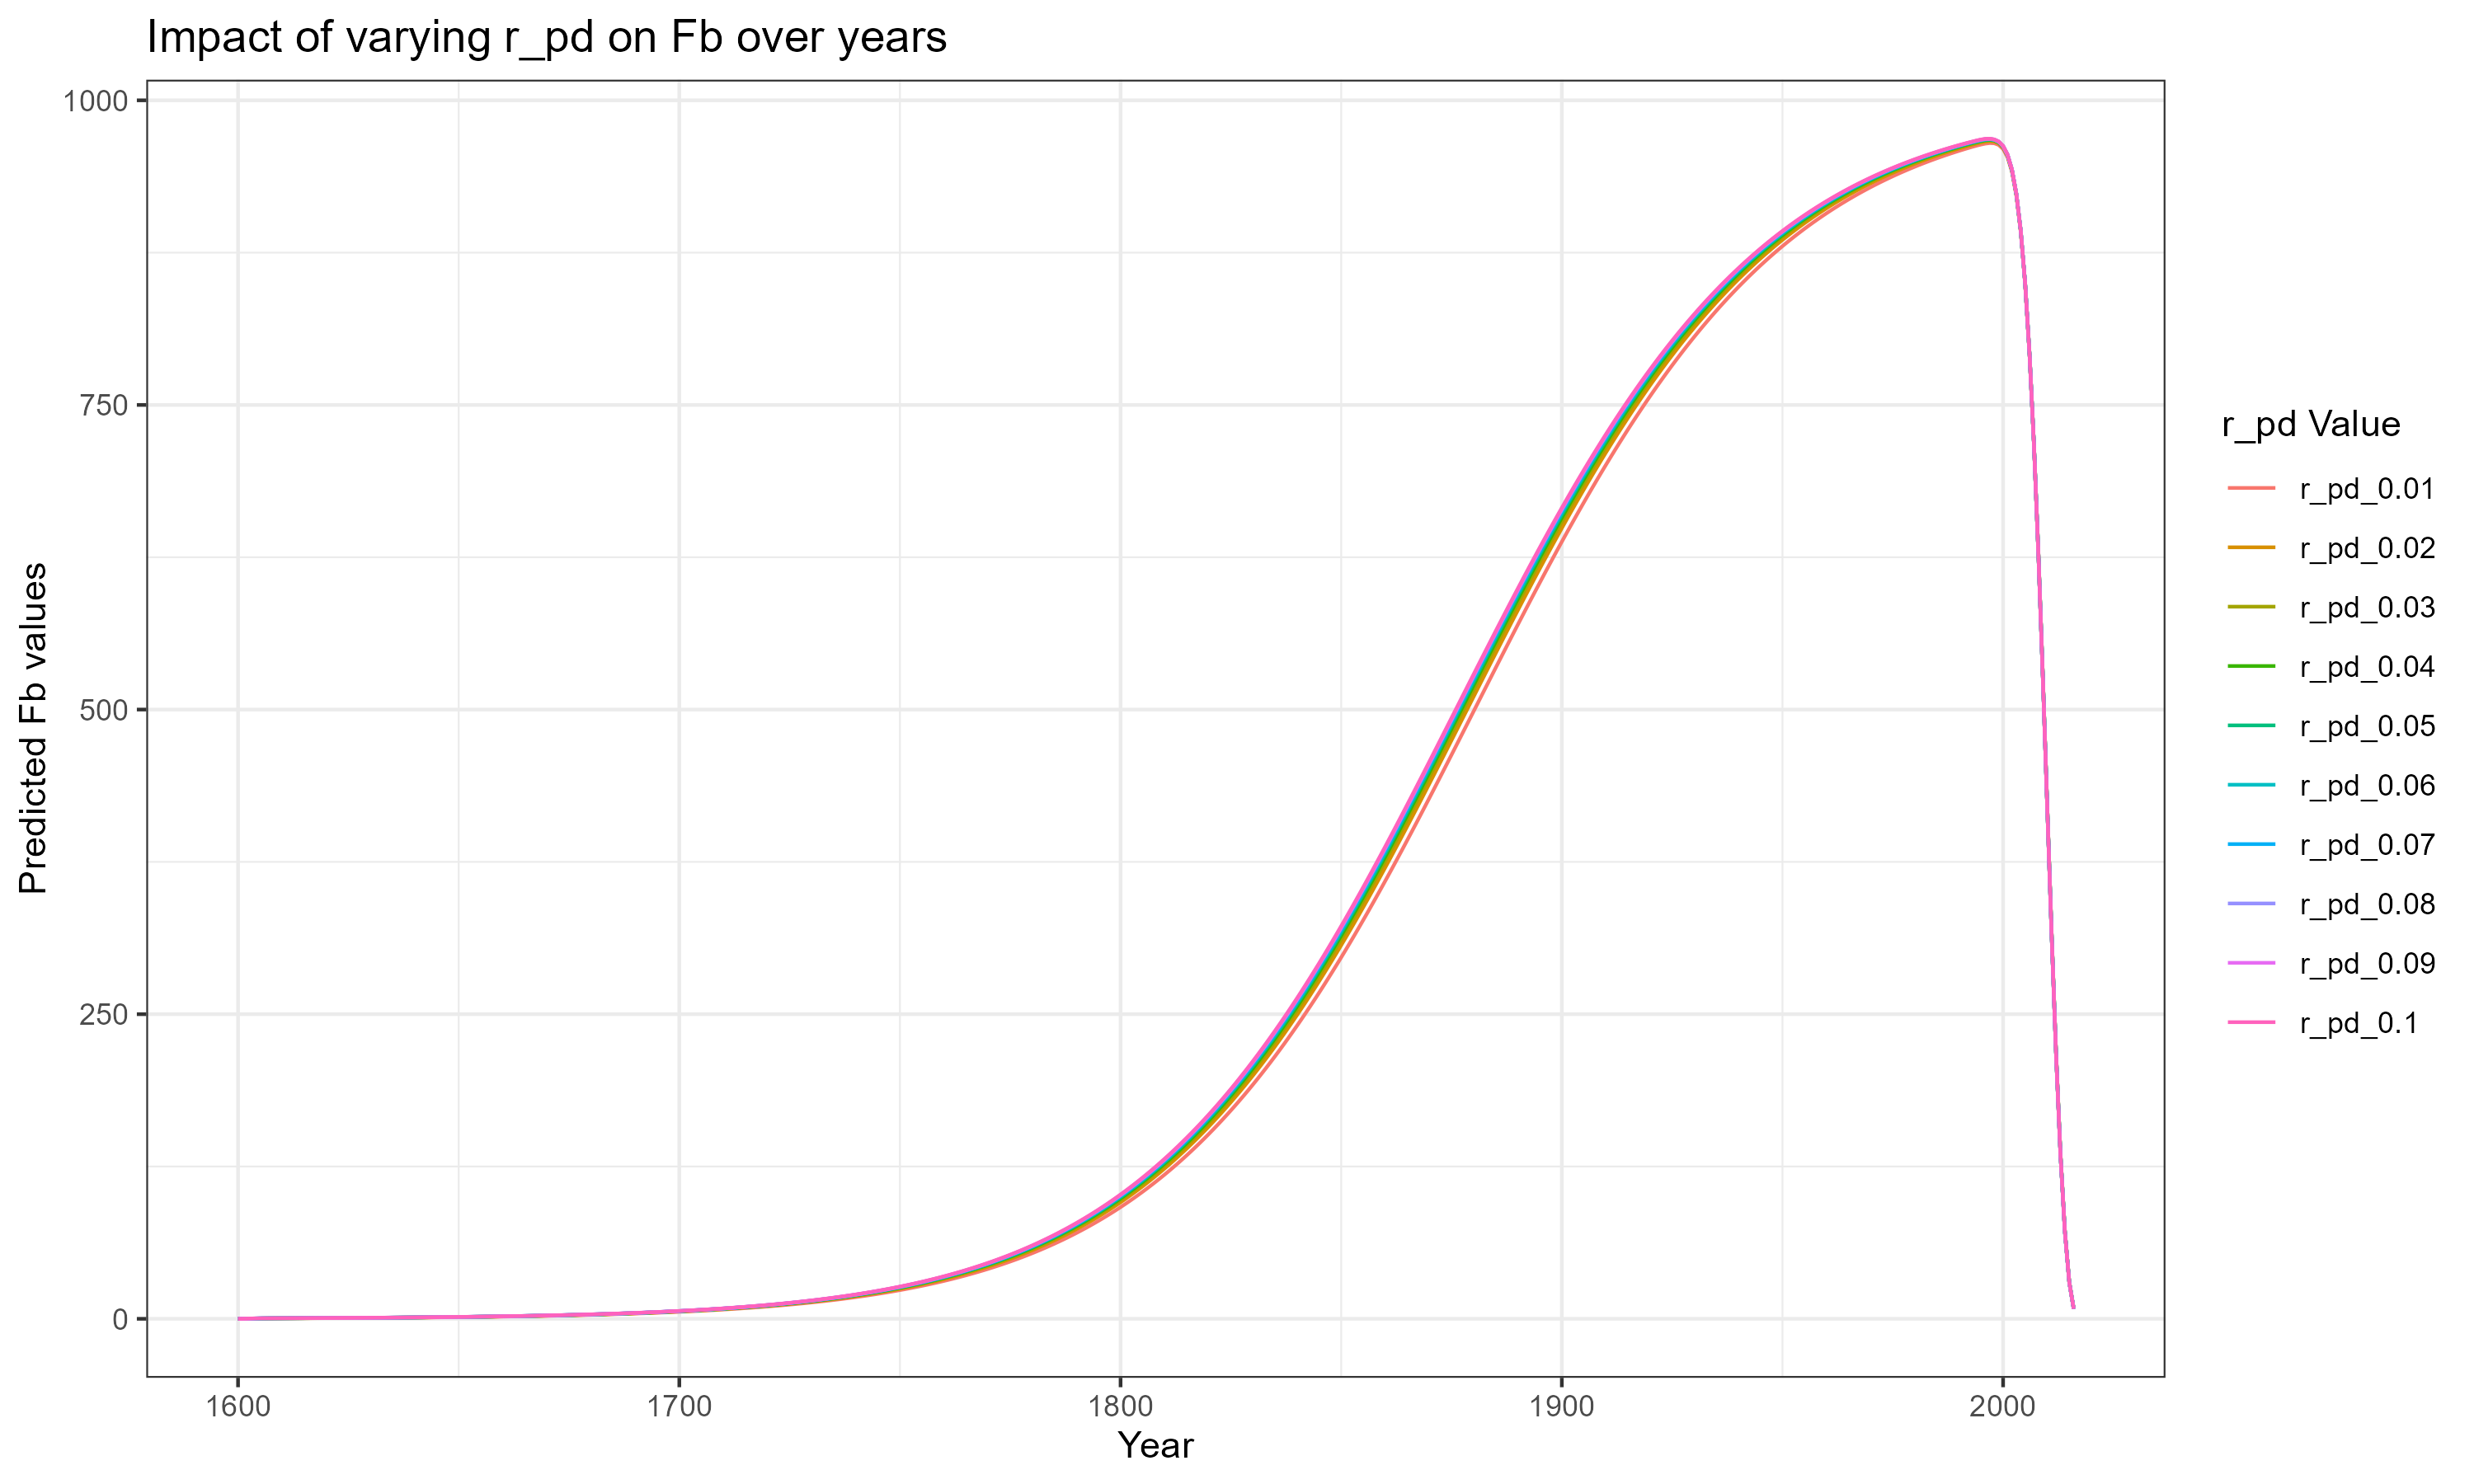 Impact of varying r_pd on Fb over years
1000
750
500
250
0
Predicted Fb values
1600 1700 1800 1900 2000
Year
r_pd Value
r_pd_0.01
r_pd_0.02
r_pd_0.03
r_pd_0.04
r_pd_0.05
r_pd_0.06
r_pd_0.07
r_pd_0.08
r_pd_0.09
r_pd_0.1